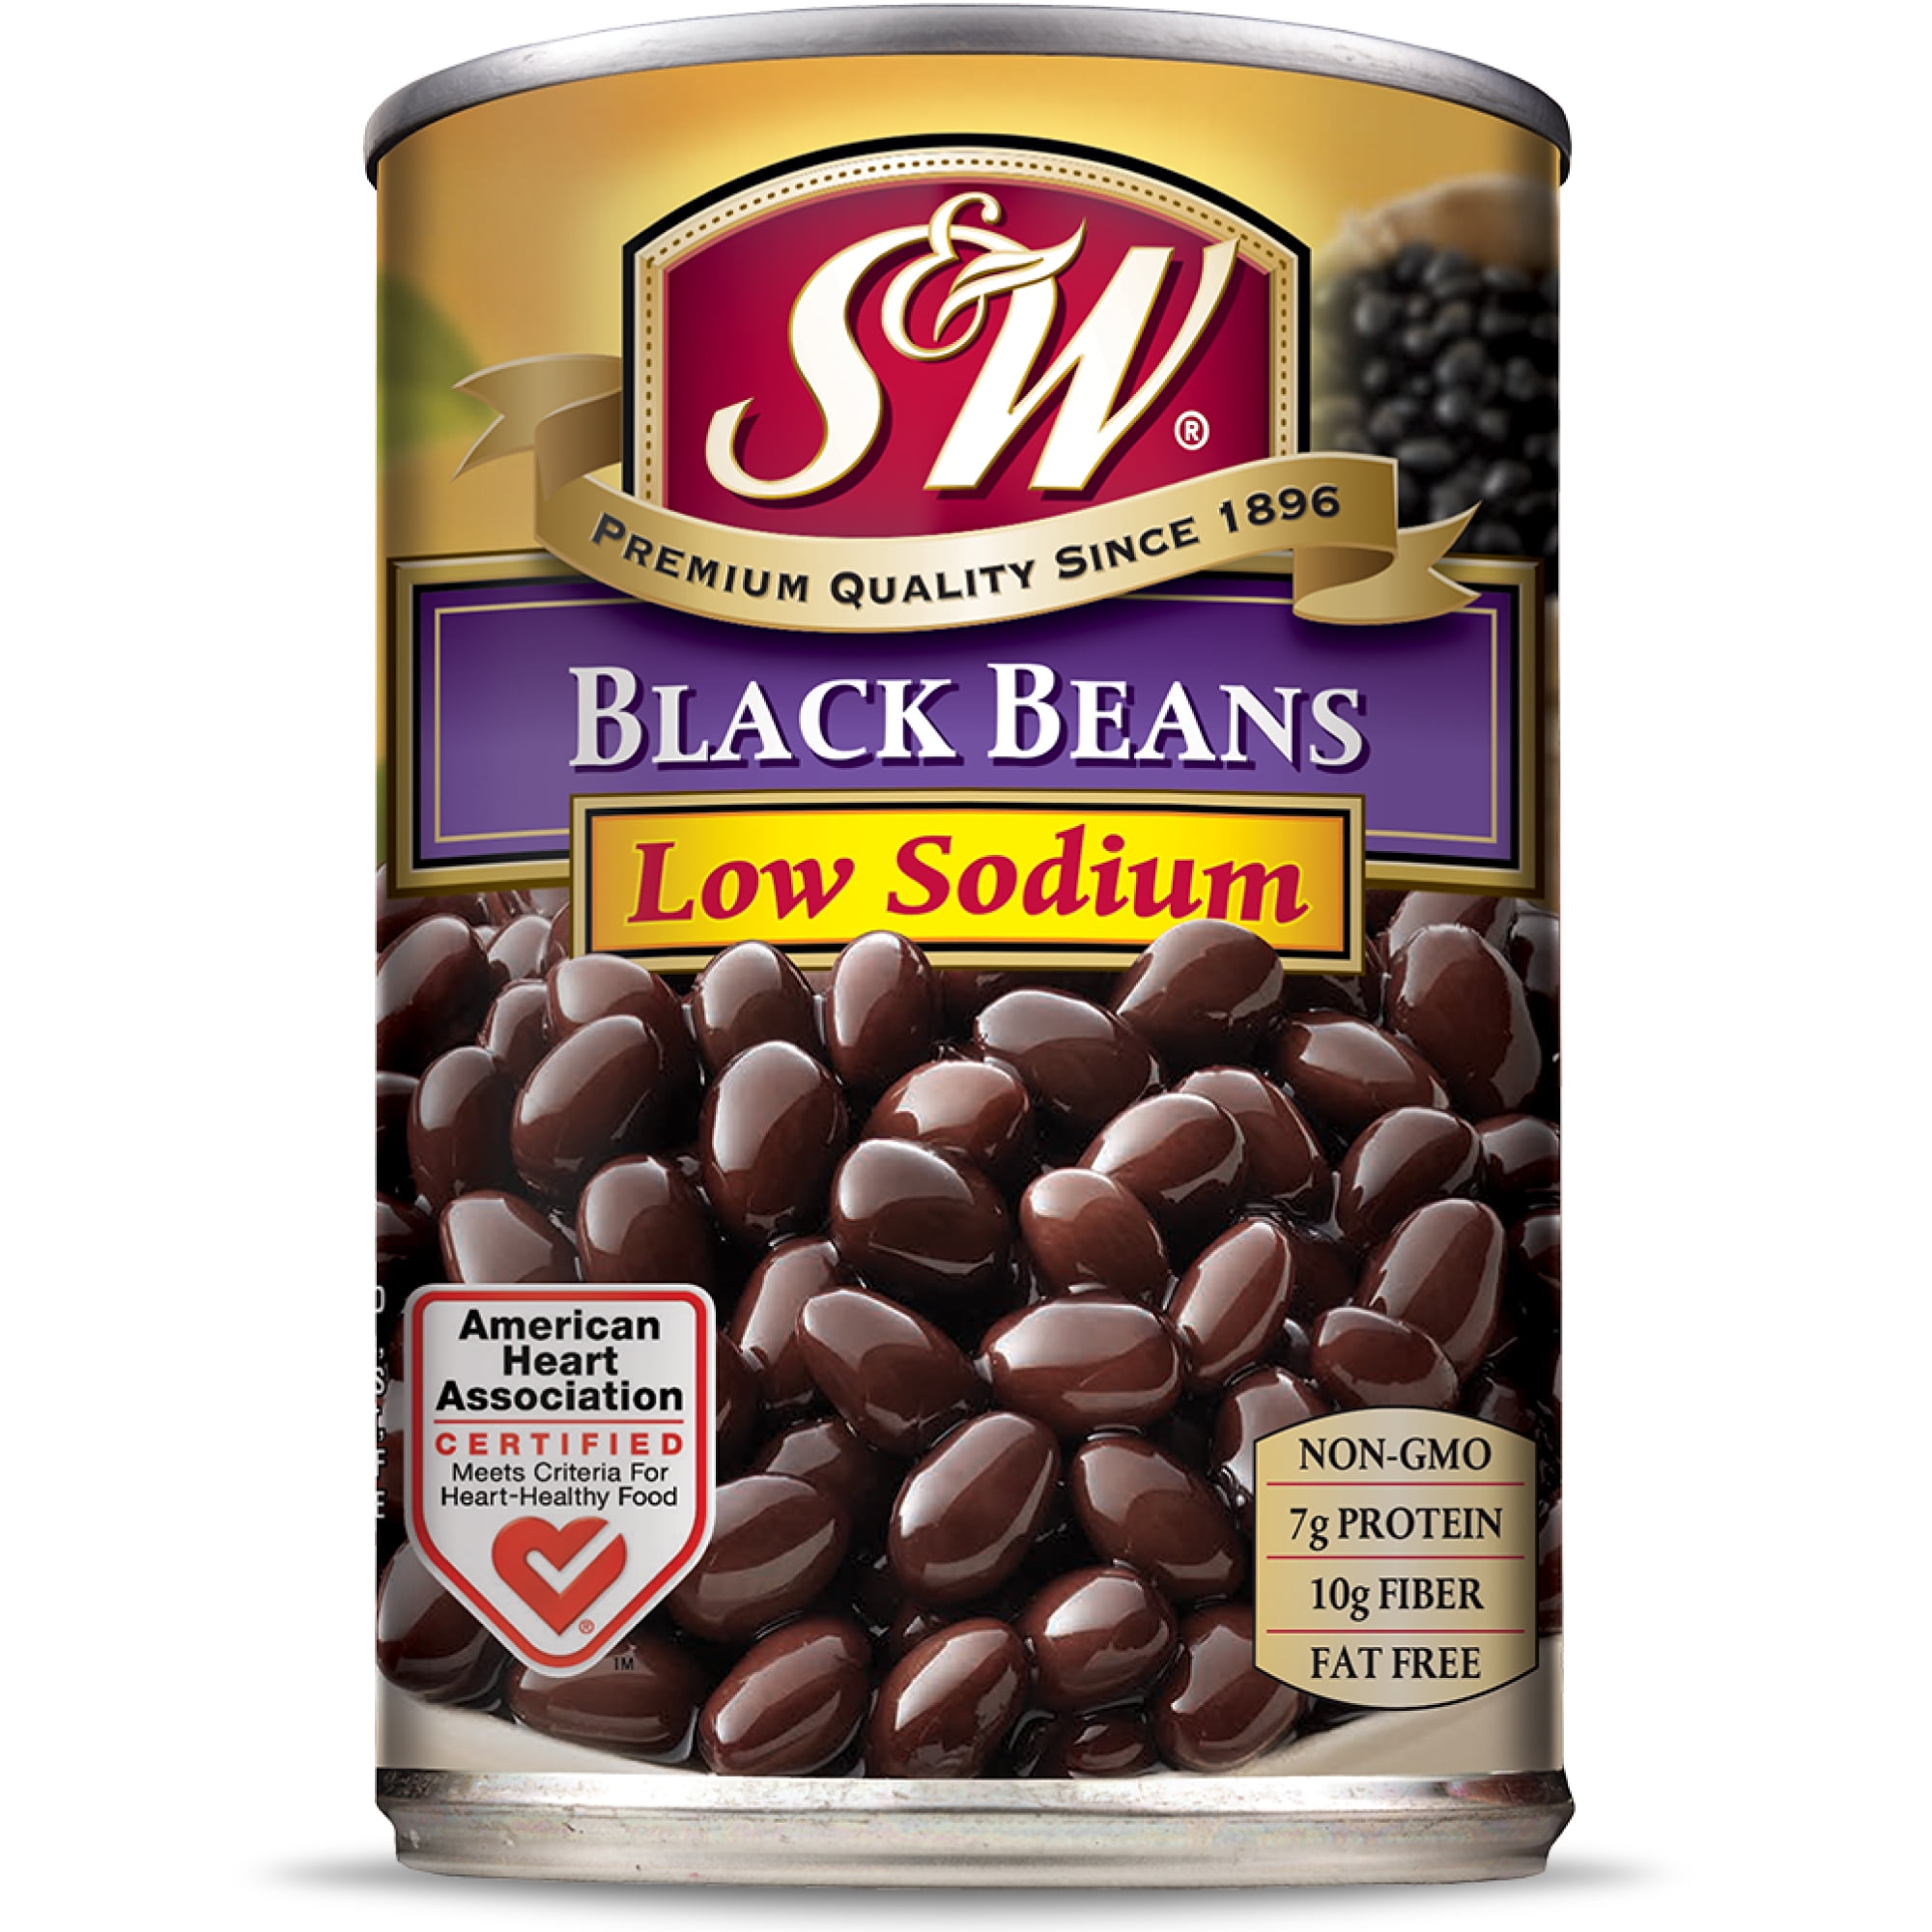 S&W®
PREMIUM QUALITY SINCE 1896
BLACK BEANS
Low Sodium
American
Heart
Association
CERTIFIED
Meets Criteria For
Heart-Healthy Food
®
NON-GMO
7g PROTEIN
10g FIBER
FAT FREE